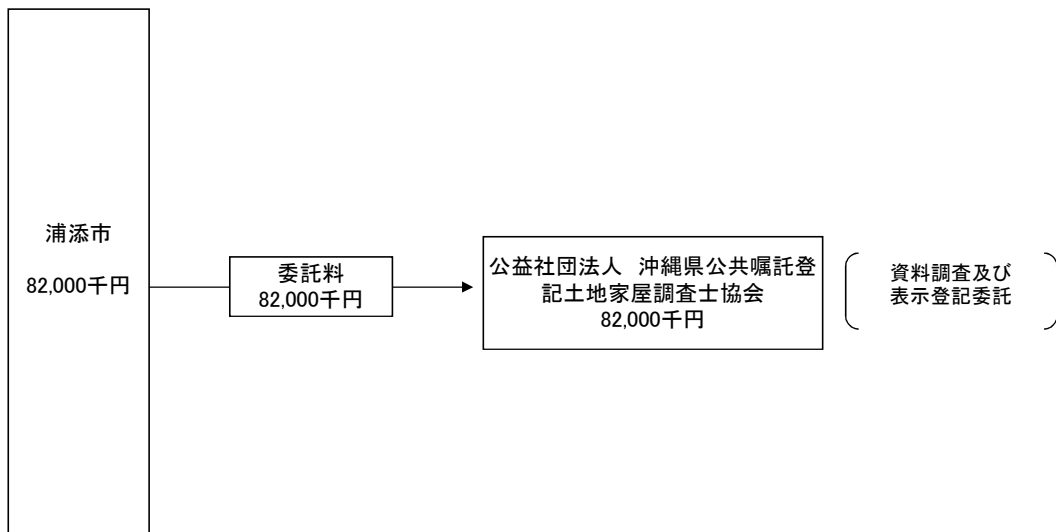 浦添市
82,000千円
委託料
82,000千円
公益社団法人　沖縄県公共嘱託登
記土地家屋調査士協会
82,000千円
資料調査及び
表示登記委託